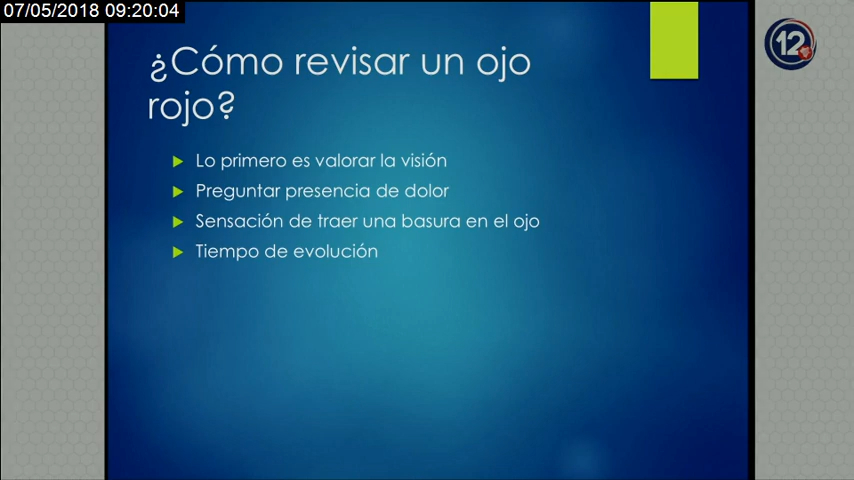 07/05/2018 09:20:04
12
¿Cómo revisar un ojo
rojo?
Lo primero es valorar la visión
Preguntar presencia de dolor
Sensación de traer una basura en el ojo
Tiempo de evolución